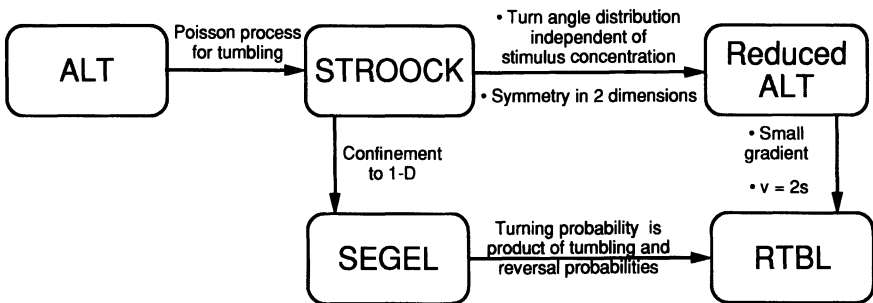 ALT
Poisson process
for tumbling
STROOCK
• Turn angle distribution
independent of
stimulus concentration
• Symmetry in 2 dimensions
Reduced
ALT
Confinement
to 1-D
• Small
gradient
• v = 2s
SEGEL
Turning probability is
product of tumbling and
reversal probabilities
RTBL